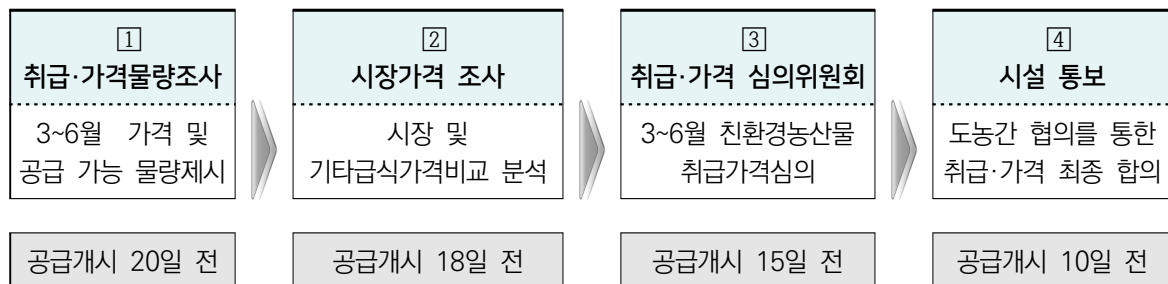 1
취급·가격물량조사
3~6월 가격 및
공급 가능 물량제시
공급개시 20일 전
2
시장가격 조사
시장 및
기타급식가격비교 분석
공급개시 18일 전
3
취급·가격 심의위원회
3~6월 친환경농산물
취급가격심의
공급개시 15일 전
4
시설 통보
도농간 협의를 통한
취급·가격 최종 합의
공급개시 10일 전